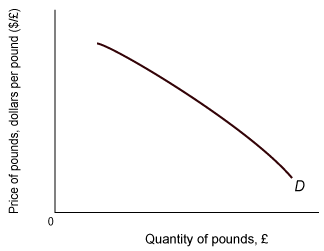 Price of pounds, dollars per pound ($/£)
D
0
Quantity of pounds, £